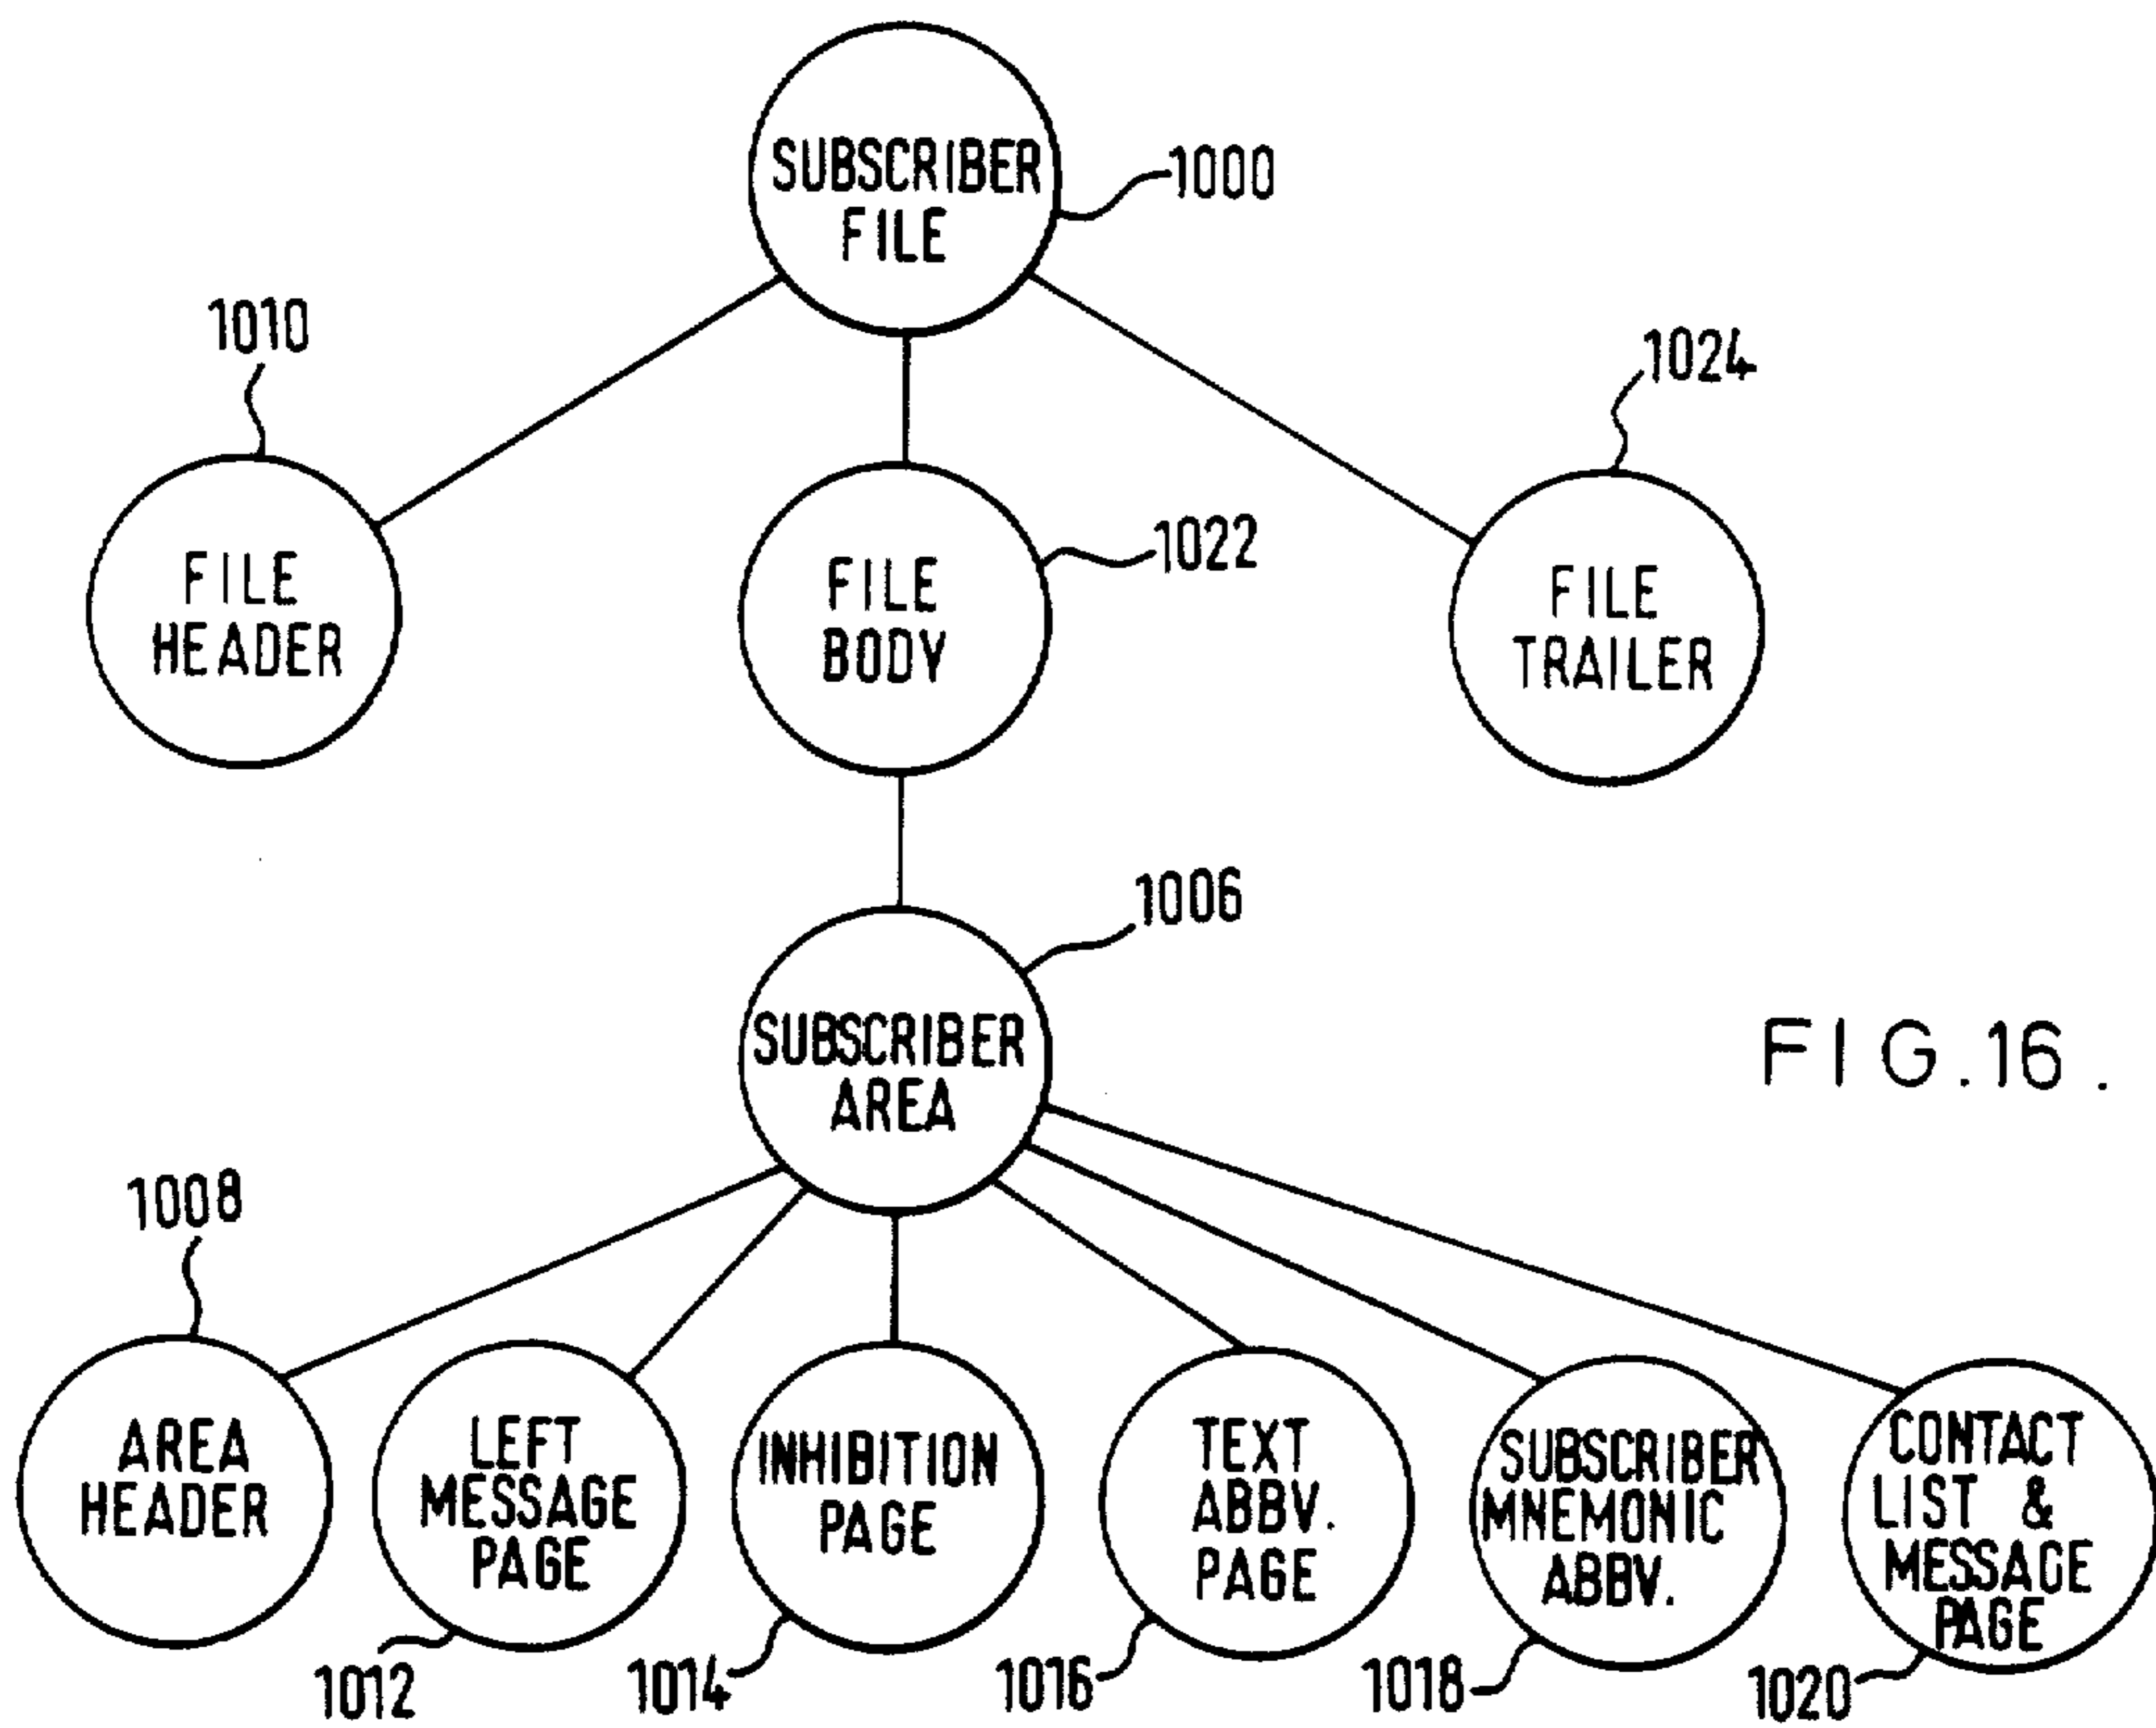 SUBSCRIBER
FILE
1000
1010
1024
FILE
HEADER
FILE
BODY
1022
FILE
TRAILER
1006
SUBSCRIBER
AREA
FIG.16.
1008
AREA
HEADER
LEFT
MESSAGE
PAGE
INHIBITION
PAGE
TEXT
ABBV.
PAGE
SUBSCRIBER
MNEMONIC
ABBV.
CONTACT
LIST &
MESSAGE
PAGE
1012
1014
1016
1018
1020